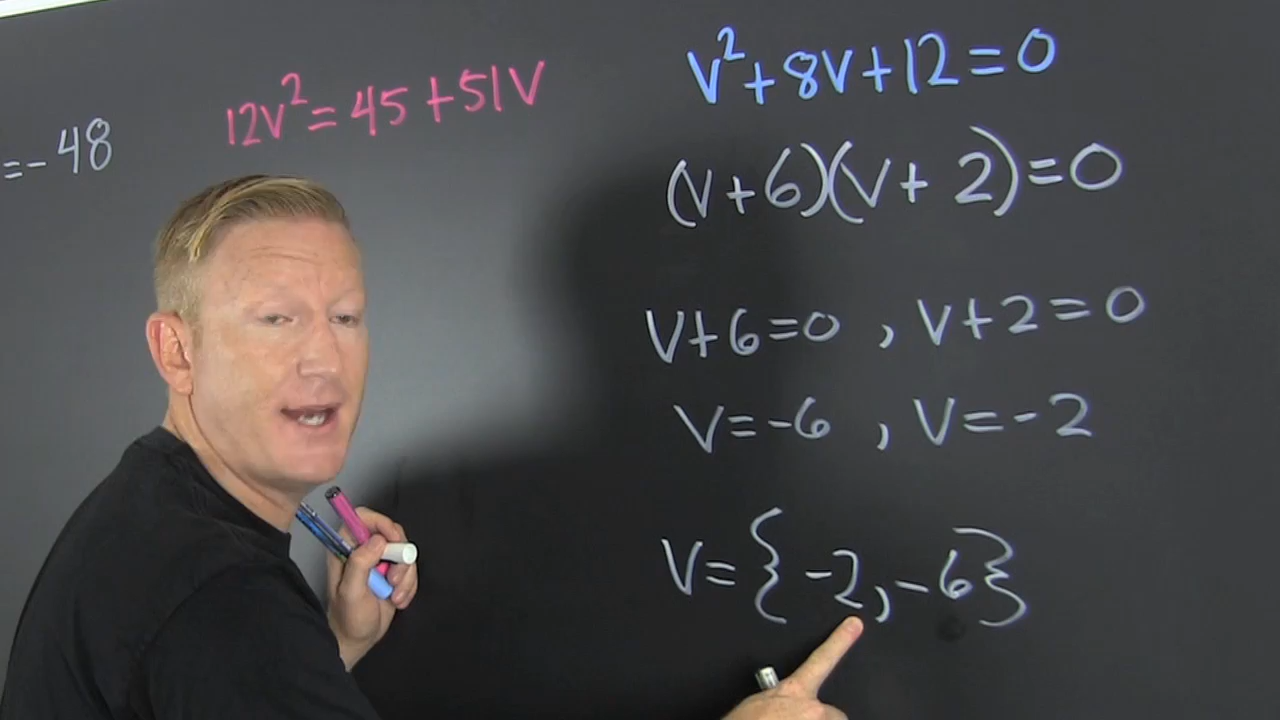 =-48
12v²=45+51v
v²+8v+12=0
(v+6)(v+2)=0
v+6=0 , v+2=0
v=-6 , v=-2
v={-2,-6}